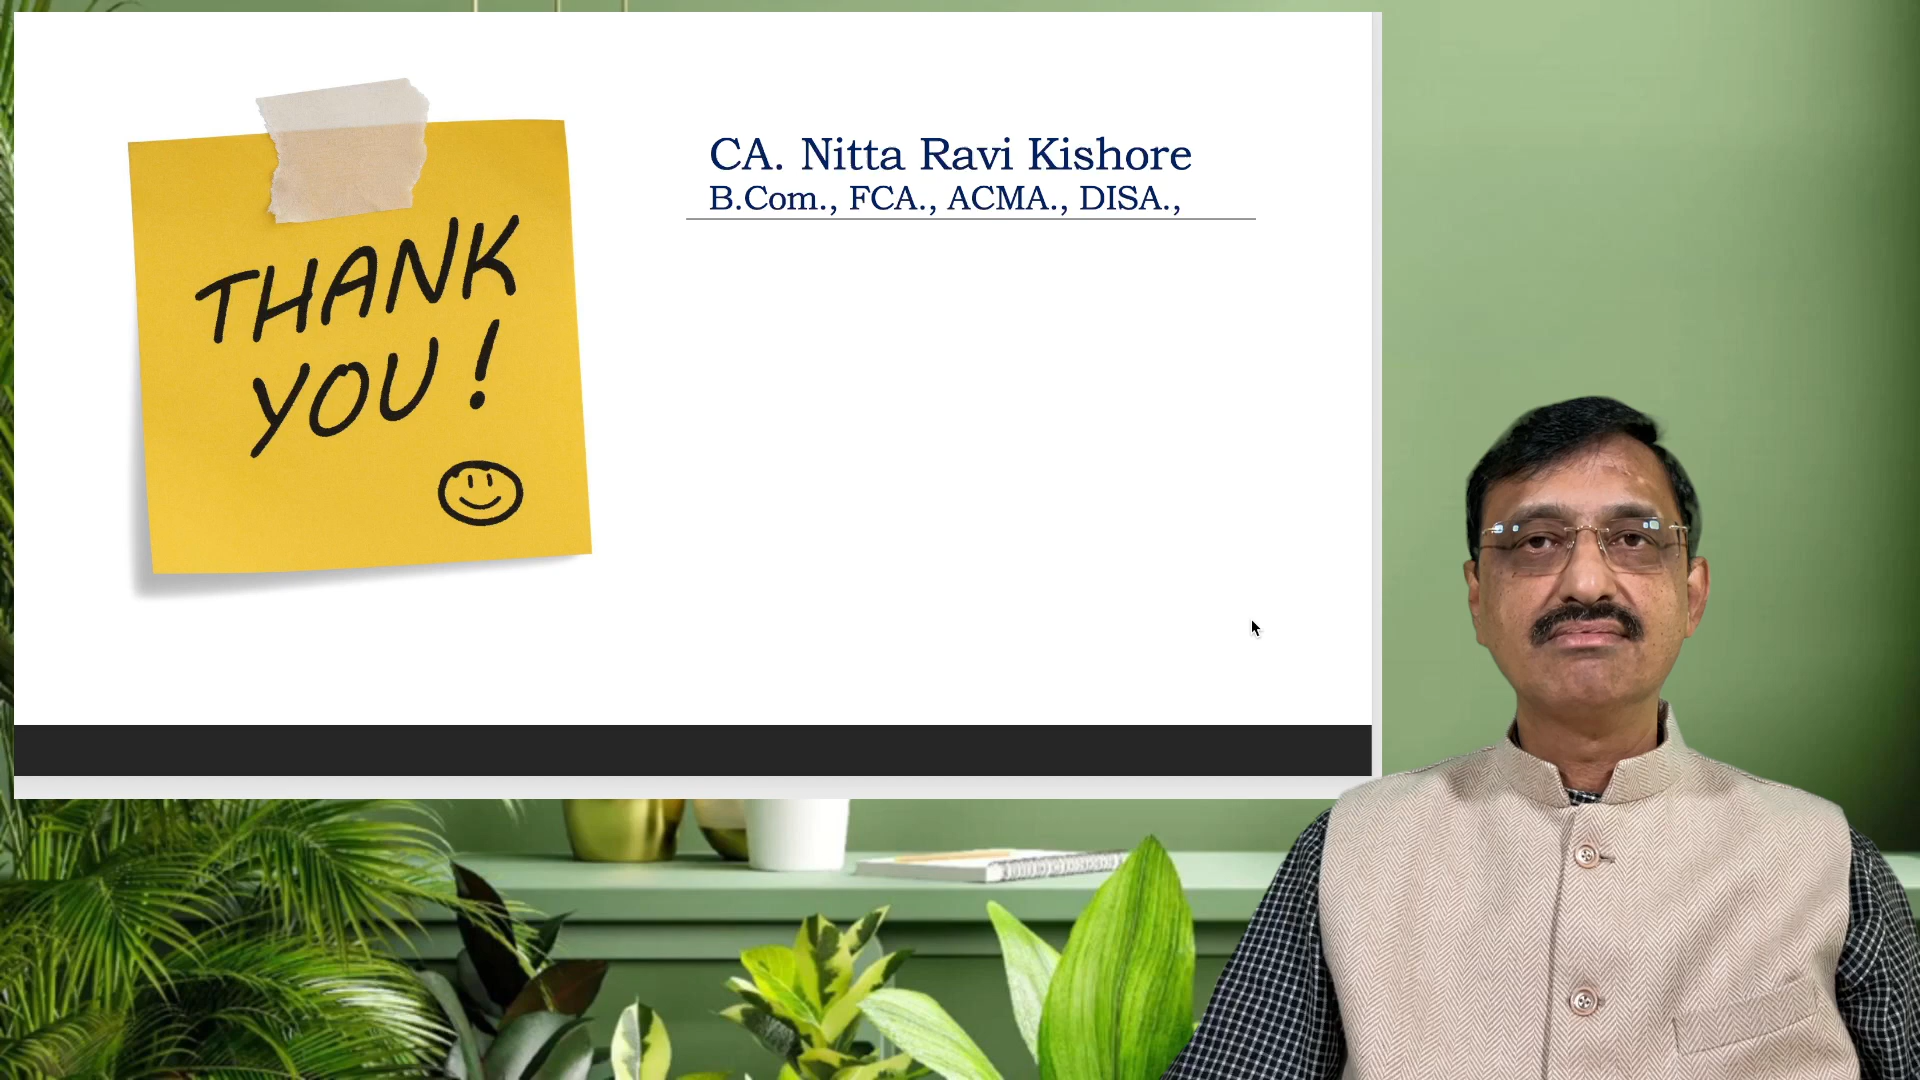 THANK
YOU !
CA. Nitta Ravi Kishore
B.Com., FCA., ACMA., DISA.,